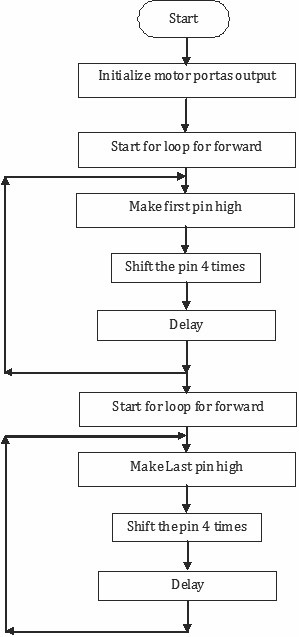 Start
Initialize motor portas output
Start for loop for forward
Make first pin high
Shift the pin 4 times
Delay
Start for loop for forward
Make Last pin high
Shift the pin 4 times
Delay